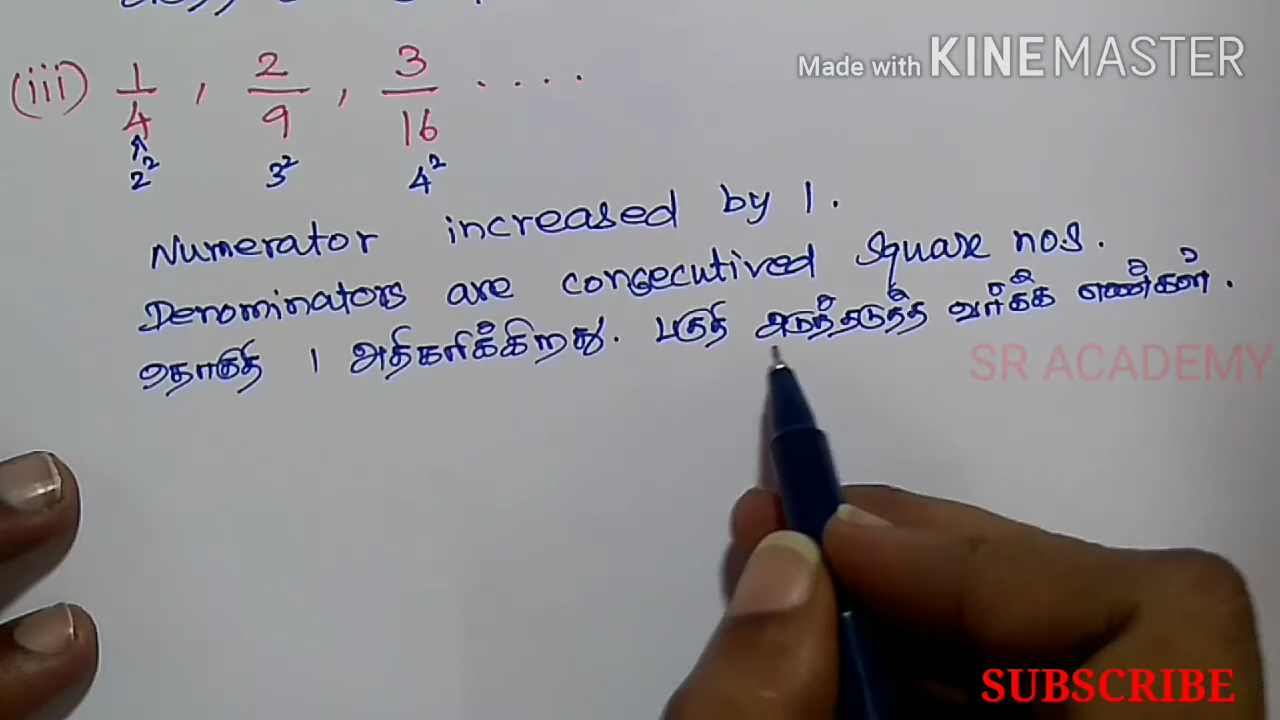 Made with KINEMASTER
(iii) 1/4 , 2/9 , 3/16 ....
2² 3² 4²
Numerator increased by 1.
Denominators are consecutived square nos.
தொகுதி 1 அதிகரிக்கிறது. பகுதி அடுத்தடுத்த வர்க்க எண்கள்.
SR ACADEMY
SUBSCRIBE